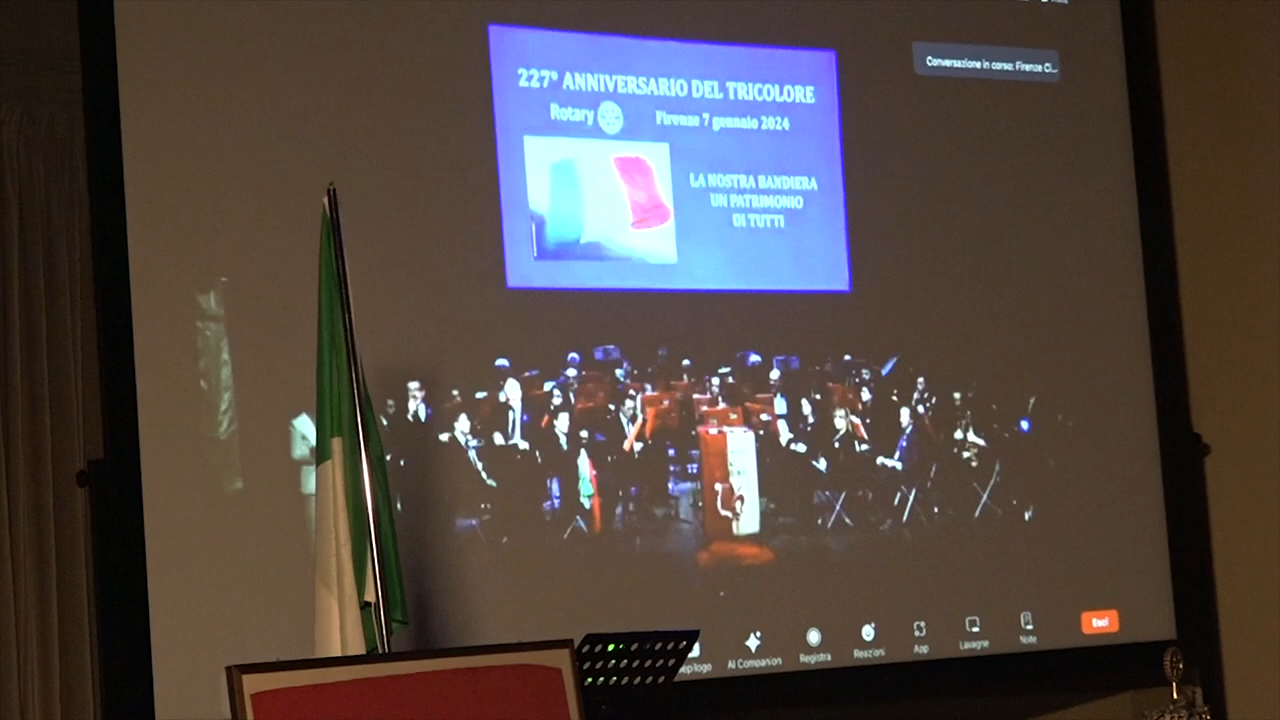 Conversazione in corso: Firenze Cl...
227° ANNIVERSARIO DEL TRICOLORE
Rotary
Firenze 7 gennaio 2024
LA NOSTRA BANDIERA
UN PATRIMONIO
DI TUTTI
AI Companion
Registra
Reazioni
App
Lavagne
Note
Esci